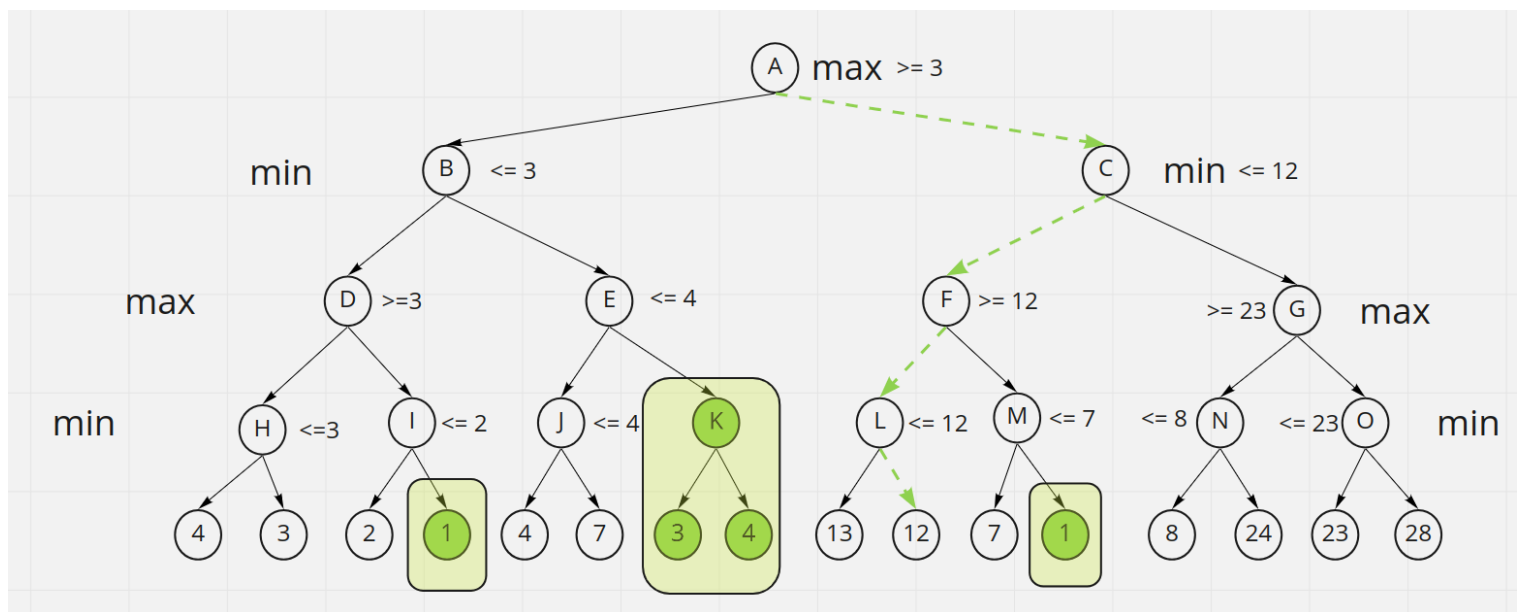 A max >= 3
min B <= 3 C min <= 12
max D >=3 E <= 4 F >= 12 >= 23 G max
min H <=3 I <= 2 J <= 4 K L <= 12 M <= 7 <= 8 N <= 23 O min
4 3 2 1 4 7 3 4 13 12 7 1 8 24 23 28